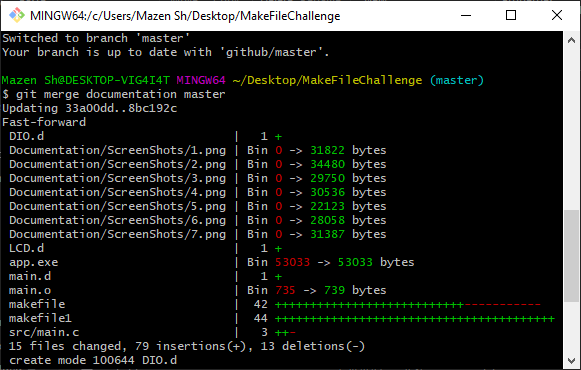 MINGW64:/c/Users/Mazen Sh/Desktop/MakeFileChallenge
Switched to branch 'master'
Your branch is up to date with 'github/master'.
Mazen Sh@DESKTOP-VIG4I4T MINGW64 ~/Desktop/MakeFileChallenge (master)
$ git merge documentation master
Updating 33a00dd..8bc192c
Fast-forward
 DIO.d                           |   1 +
 Documentation/ScreenShots/1.png | Bin 0 -> 31822 bytes
 Documentation/ScreenShots/2.png | Bin 0 -> 34480 bytes
 Documentation/ScreenShots/3.png | Bin 0 -> 29750 bytes
 Documentation/ScreenShots/4.png | Bin 0 -> 30536 bytes
 Documentation/ScreenShots/5.png | Bin 0 -> 22123 bytes
 Documentation/ScreenShots/6.png | Bin 0 -> 28058 bytes
 Documentation/ScreenShots/7.png | Bin 0 -> 31387 bytes
 LCD.d                           |   1 +
 app.exe                         | Bin 53033 -> 53033 bytes
 main.d                          |   1 +
 main.o                          | Bin 735 -> 739 bytes
 makefile                        |  42 +++++++++++++++++++++++++++-----------
 makefile1                       |  44 ++++++++++++++++++++++++++++++++++++++++
 src/main.c                      |   3 ++-
 15 files changed, 79 insertions(+), 13 deletions(-)
 create mode 100644 DIO.d